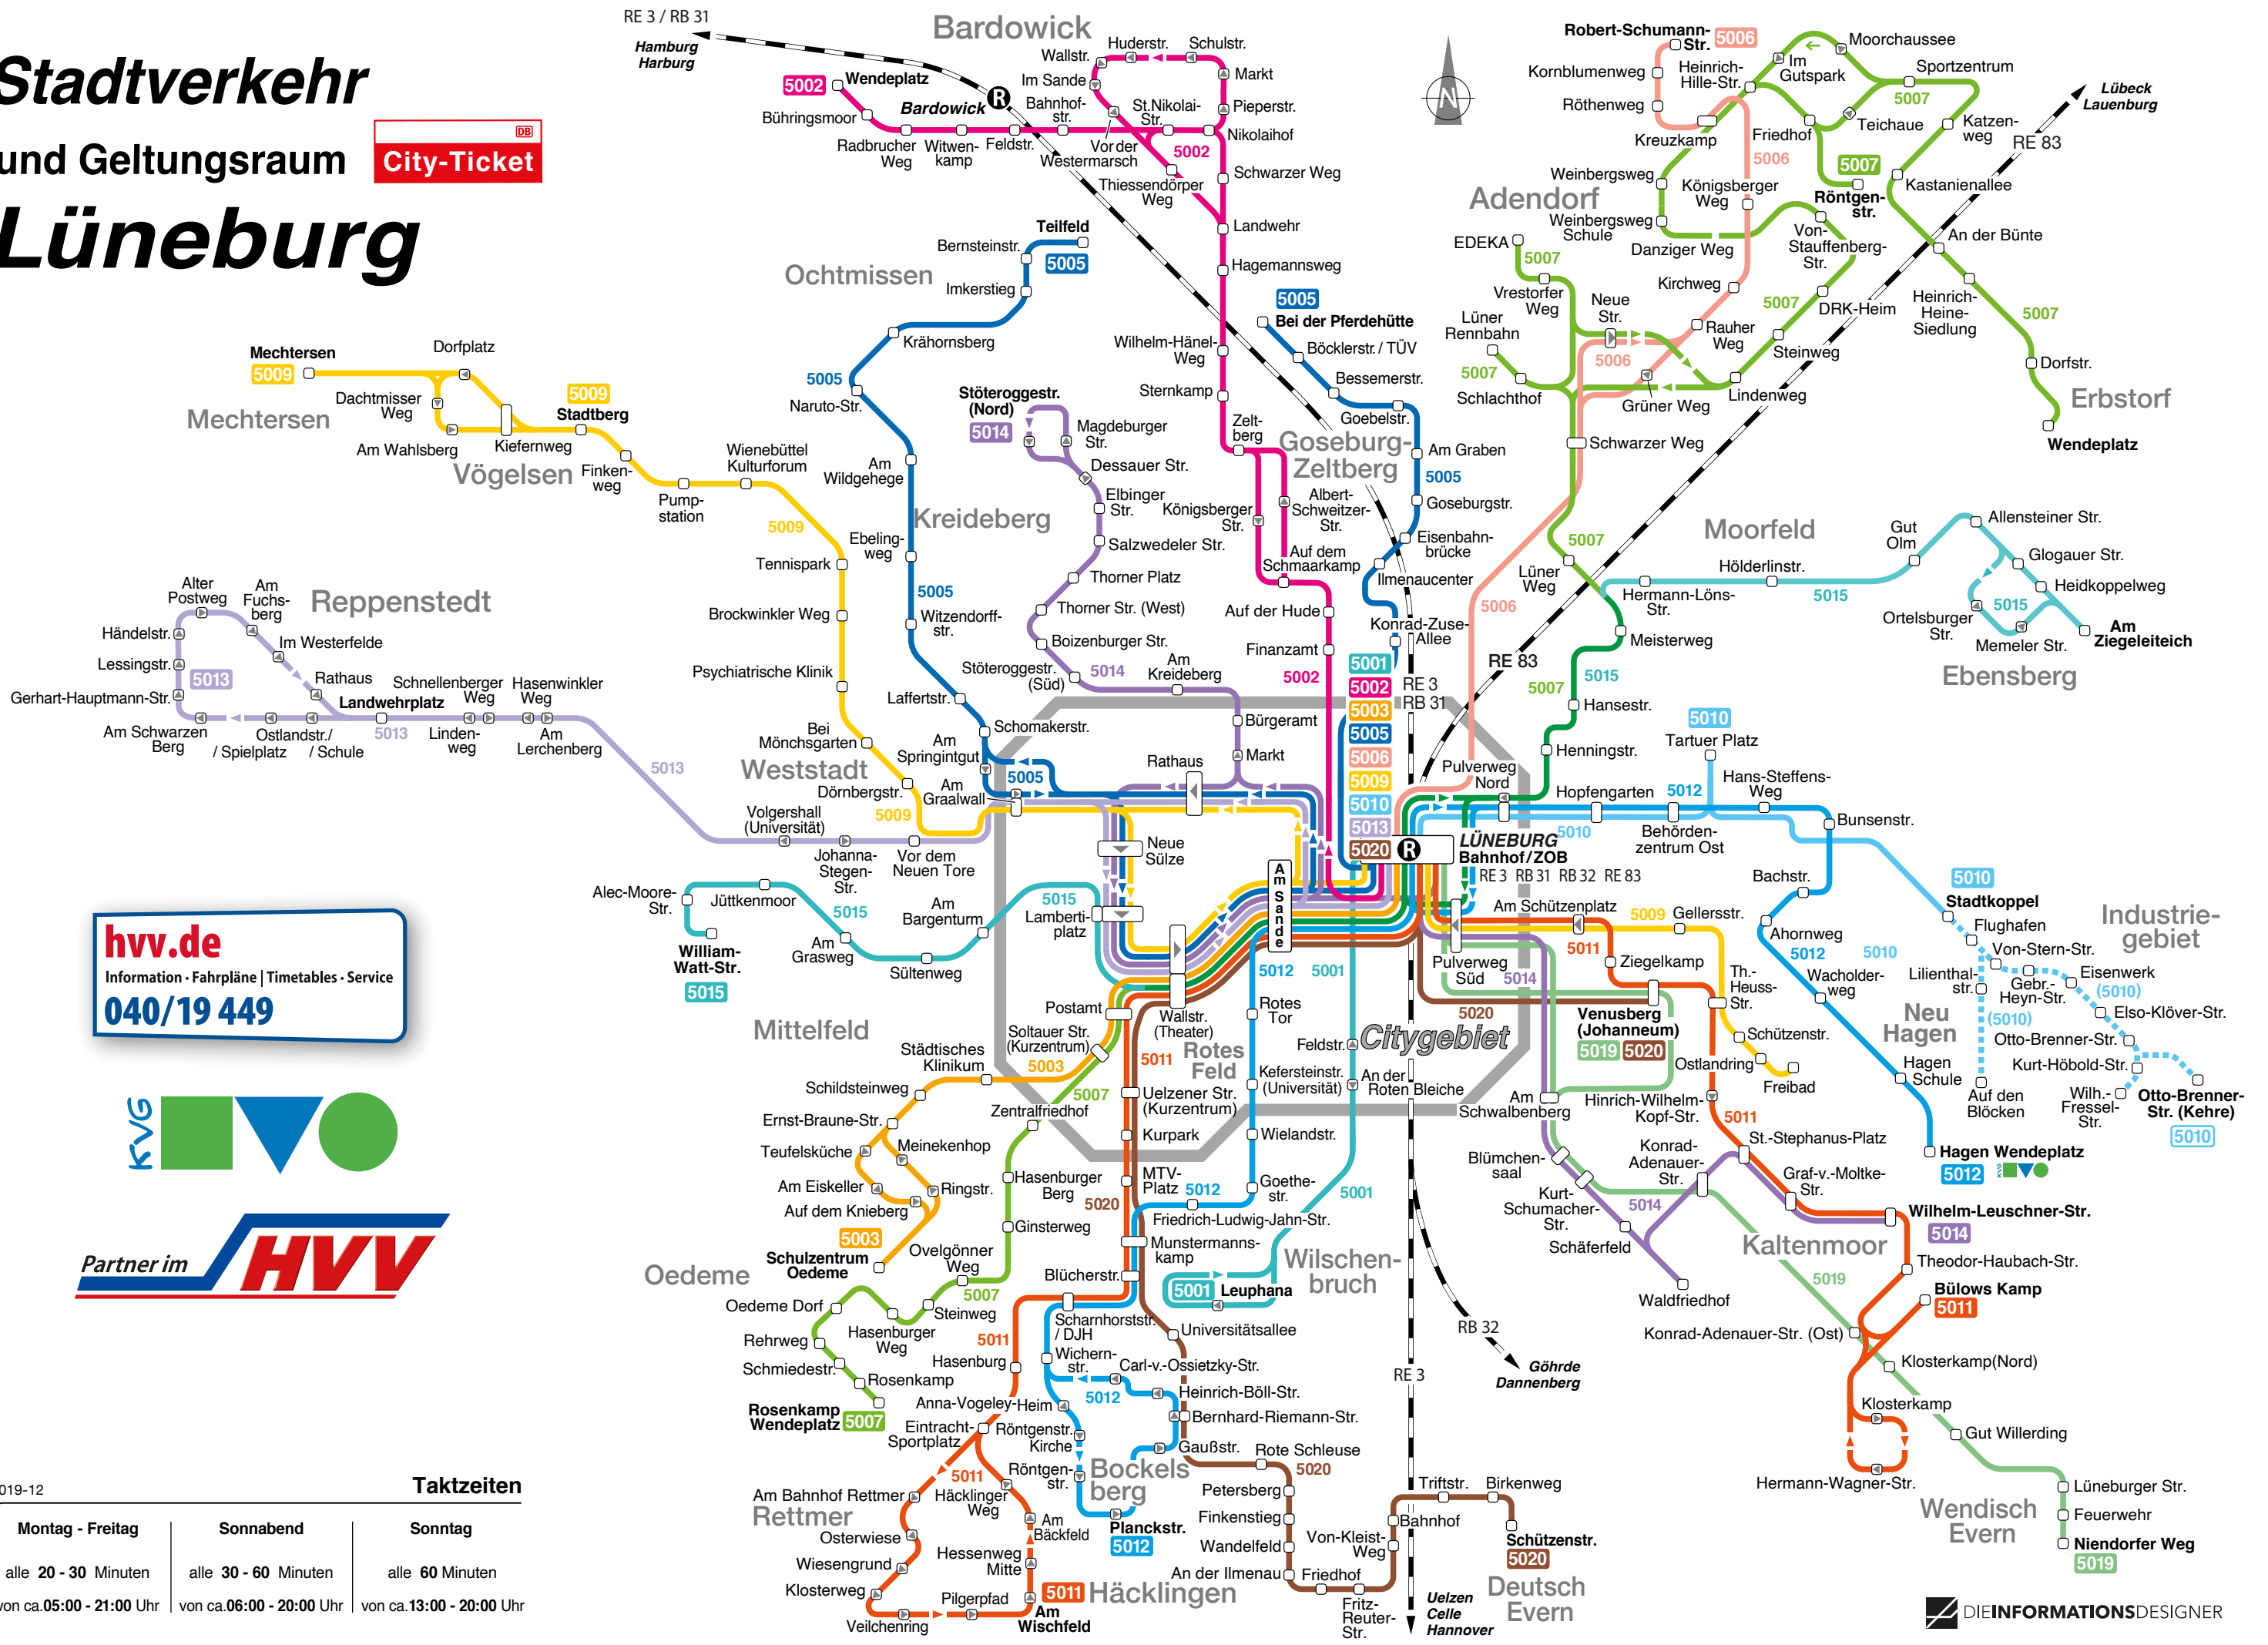 Stadtverkehr
und Geltungsraum
DB
City-Ticket
Lüneburg
RE 3 / RB 31
Hamburg
Harburg
Bardowick
5002
Wendeplatz
Bühringsmoor
Bardowick
R
Radbrucher
Weg
Witwen-
kamp
Feldstr.
Bahnhof-
str.
Im Sande
Wallstr.
Huderstr.
Schulstr.
Markt
Pieperstr.
St.Nikolai-
Str.
Nikolaihof
Vor der
Westermarsch
5002
Thiessendörper
Weg
Schwarzer Weg
Landwehr
Hagemannsweg
Wilhelm-Hänel-
Weg
Sternkamp
Zelt-
berg
Königsberger
Str.
Albert-
Schweitzer-
Str.
Auf dem
Schmaarkamp
Auf der Hude
Finanzamt
5002
N
Robert-Schumann-
Str.
5006
Kornblumenweg
Röthenweg
Kreuzkamp
Heinrich-
Hille-Str.
Im
Gutspark
Moorchaussee
Sportzentrum
5007
Teichaue
Friedhof
Katzen-
weg
Lübeck
Lauenburg
RE 83
5006
5007
Röntgen-
str.
Kastanienallee
Weinbergsweg
Adendorf
Königsberger
Weg
Weinbergsweg
Schule
Danziger Weg
Von-
Stauffenberg-
Str.
An der Bünte
EDEKA
5007
Vrestorfer
Weg
Kirchweg
5007
DRK-Heim
Heinrich-
Heine-
Siedlung
5007
Neue
Str.
Lüner
Rennbahn
5007
Schlachthof
5006
Rauher
Weg
Steinweg
Grüner Weg
Lindenweg
Dorfstr.
Erbstorf
Wendeplatz
Schwarzer Weg
Teilfeld
5005
Bernsteinstr.
Ochtmissen
Imkerstieg
Krähornsberg
5005
Naruto-Str.
Am
Wildgehege
Kreideberg
Ebeling-
weg
5005
Witzendorff-
str.
Laffertstr.
Schomakerstr.
Am
Springintgut
5005
Am
Graalwall
5005
Bei der Pferdehütte
Böcklerstr. / TÜV
Bessemerstr.
Goebelstr.
Goseburg-
Zeltberg
Am Graben
5005
Goseburgstr.
Eisenbahn-
brücke
Ilmenaucenter
Konrad-Zuse-
Allee
Mechtersen
5009
Dorfplatz
Dachtmisser
Weg
Mechtersen
Am Wahlsberg
5009
Stadtberg
Kiefernweg
Vögelsen
Finken-
weg
Pump-
station
Wienebüttel
Kulturforum
5009
Tennispark
Brockwinkler Weg
Psychiatrische Klinik
Bei
Mönchsgarten
Weststadt
Dörnbergstr.
5009
Stöteroggestr.
(Nord)
5014
Magdeburger
Str.
Dessauer Str.
Elbinger
Str.
Salzwedeler Str.
Thorner Platz
Thorner Str. (West)
Boizenburger Str.
Stöteroggestr.
(Süd)
5014
Am
Kreideberg
Bürgeramt
Markt
Rathaus
Reppenstedt
Alter
Postweg
Am
Fuchs-
berg
Händelstr.
Im Westerfelde
Lessingstr.
5013
Rathaus
Gerhart-Hauptmann-Str.
Landwehrplatz
Schnellenberger
Weg
Hasenwinkler
Weg
Am Schwarzen
Berg
Ostlandstr./
/ Spielplatz
/ Schule
5013
Linden-
weg
Am
Lerchenberg
5013
Volgershall
(Universität)
Johanna-
Stegen-
Str.
Vor dem
Neuen Tore
Neue
Sülze
5001
5002
5003
5005
5006
5009
5010
5013
5020
RE 3
RB 31
RE 83
5006
5007
Lüner
Weg
Moorfeld
Hermann-Löns-
Str.
Hölderlinstr.
5015
Gut
Olm
Allensteiner Str.
Glogauer Str.
Heidkoppelweg
5015
Ortelsburger
Str.
Memeler Str.
Am
Ziegeleiteich
Ebensberg
Meisterweg
5015
5007
Hansestr.
Henningstr.
Pulverweg
Nord
5010
Tartuer Platz
Hopfengarten
5012
Hans-Steffens-
Weg
5010
Behörden-
zentrum Ost
Bunsenstr.
R
LÜNEBURG
Bahnhof/ZOB
RE 3 RB 31 RB 32 RE 83
Am Sande
Am Schützenplatz
5009
Gellersstr.
5011
Ziegelkamp
Pulverweg
Süd
5014
Th.-
Heuss-
Str.
5020
Venusberg
(Johanneum)
5019
5020
Schützenstr.
Ostlandring
Freibad
Bachstr.
Ahornweg
5012
5010
Wacholder-
weg
Hagen
Schule
Hagen Wendeplatz
5012
KVG
5010
Stadtkoppel
Flughafen
Industrie-
gebiet
Von-Stern-Str.
Lilienthal-
str.
Gebr.-
Heyn-Str.
Eisenwerk
(5010)
Neu
Hagen
(5010)
Elso-Klöver-Str.
Otto-Brenner-Str.
Kurt-Höbold-Str.
Auf den
Blöcken
Wilh.-
Fressel-
Str.
Otto-Brenner-
Str. (Kehre)
5010
Alec-Moore-
Str.
Jüttkenmoor
5015
William-
Watt-Str.
5015
Am
Grasweg
Sültenweg
Am
Bargenturm
5015
Lamberti-
platz
Postamt
Wallstr.
(Theater)
Mittelfeld
Soltauer Str.
(Kurzentrum)
Städtisches
Klinikum
5003
Schildsteinweg
Ernst-Braune-Str.
Teufelsküche
Meinekenhop
Am Eiskeller
Ringstr.
Auf dem Knieberg
5003
Schulzentrum
Oedeme
5007
Zentralfriedhof
Hasenburger
Berg
Ginsterweg
Ovelgönner
Weg
5007
Oedeme
Oedeme Dorf
Steinweg
Hasenburger
Weg
Rehrweg
Schmiedestr.
Rosenkamp
Rosenkamp
Wendeplatz
5007
5011
Rotes
Feld
Uelzener Str.
(Kurzentrum)
Kurpark
MTV-
Platz
5012
5020
Friedrich-Ludwig-Jahn-Str.
Munstermanns-
kamp
Blücherstr.
Scharnhorststr.
/ DJH
5011
Hasenburg
5012
5001
Rotes
Tor
Feldstr.
Kefersteinstr.
(Universität)
An der
Roten Bleiche
Citygebiet
Wielandstr.
Goethe-
str.
5001
Wilschen-
bruch
5001
Leuphana
Universitätsallee
Wichern-
str.
Carl-v.-Ossietzky-Str.
5012
Heinrich-Böll-Str.
Anna-Vogeley-Heim
Bernhard-Riemann-Str.
Eintracht-
Sportplatz
Röntgenstr.
Kirche
Gaußstr.
Röntgen-
str.
Bockels
berg
Planckstr.
5012
5011
Am Bahnhof Rettmer
Häcklinger
Weg
Rettmer
Osterwiese
Am
Bäckfeld
Wiesengrund
Hessenweg
Mitte
Klosterweg
Pilgerpfad
Veilchenring
5011
Häcklingen
Am
Wischfeld
Rote Schleuse
5020
Petersberg
Finkenstieg
Wandelfeld
An der Ilmenau
Friedhof
Fritz-
Reuter-
Str.
Von-Kleist-
Weg
Bahnhof
Triftstr.
Birkenweg
Schützenstr.
5020
Deutsch
Evern
Uelzen
Celle
Hannover
RE 3
RB 32
Göhrde
Dannenberg
Am
Schwalbenberg
Hinrich-Wilhelm-
Kopf-Str.
5011
Blümchen-
saal
Konrad-
Adenauer-
Str.
St.-Stephanus-Platz
Graf-v.-Moltke-
Str.
Kurt-
Schumacher-
Str.
5014
Wilhelm-Leuschner-Str.
5014
Schäferfeld
Kaltenmoor
Theodor-Haubach-Str.
Waldfriedhof
5019
Bülows Kamp
5011
Konrad-Adenauer-Str. (Ost)
Klosterkamp(Nord)
Klosterkamp
Gut Willerding
Hermann-Wagner-Str.
Wendisch
Evern
Lüneburger Str.
Feuerwehr
Niendorfer Weg
5019
hvv.de
Information · Fahrpläne | Timetables · Service
040/19 449
KVG
Partner im HVV
019-12
Taktzeiten
Montag - Freitag
Sonnabend
Sonntag
alle 20 - 30 Minuten
alle 30 - 60 Minuten
alle 60 Minuten
von ca.05:00 - 21:00 Uhr
von ca.06:00 - 20:00 Uhr
von ca.13:00 - 20:00 Uhr
DIEINFORMATIONSDESIGNER